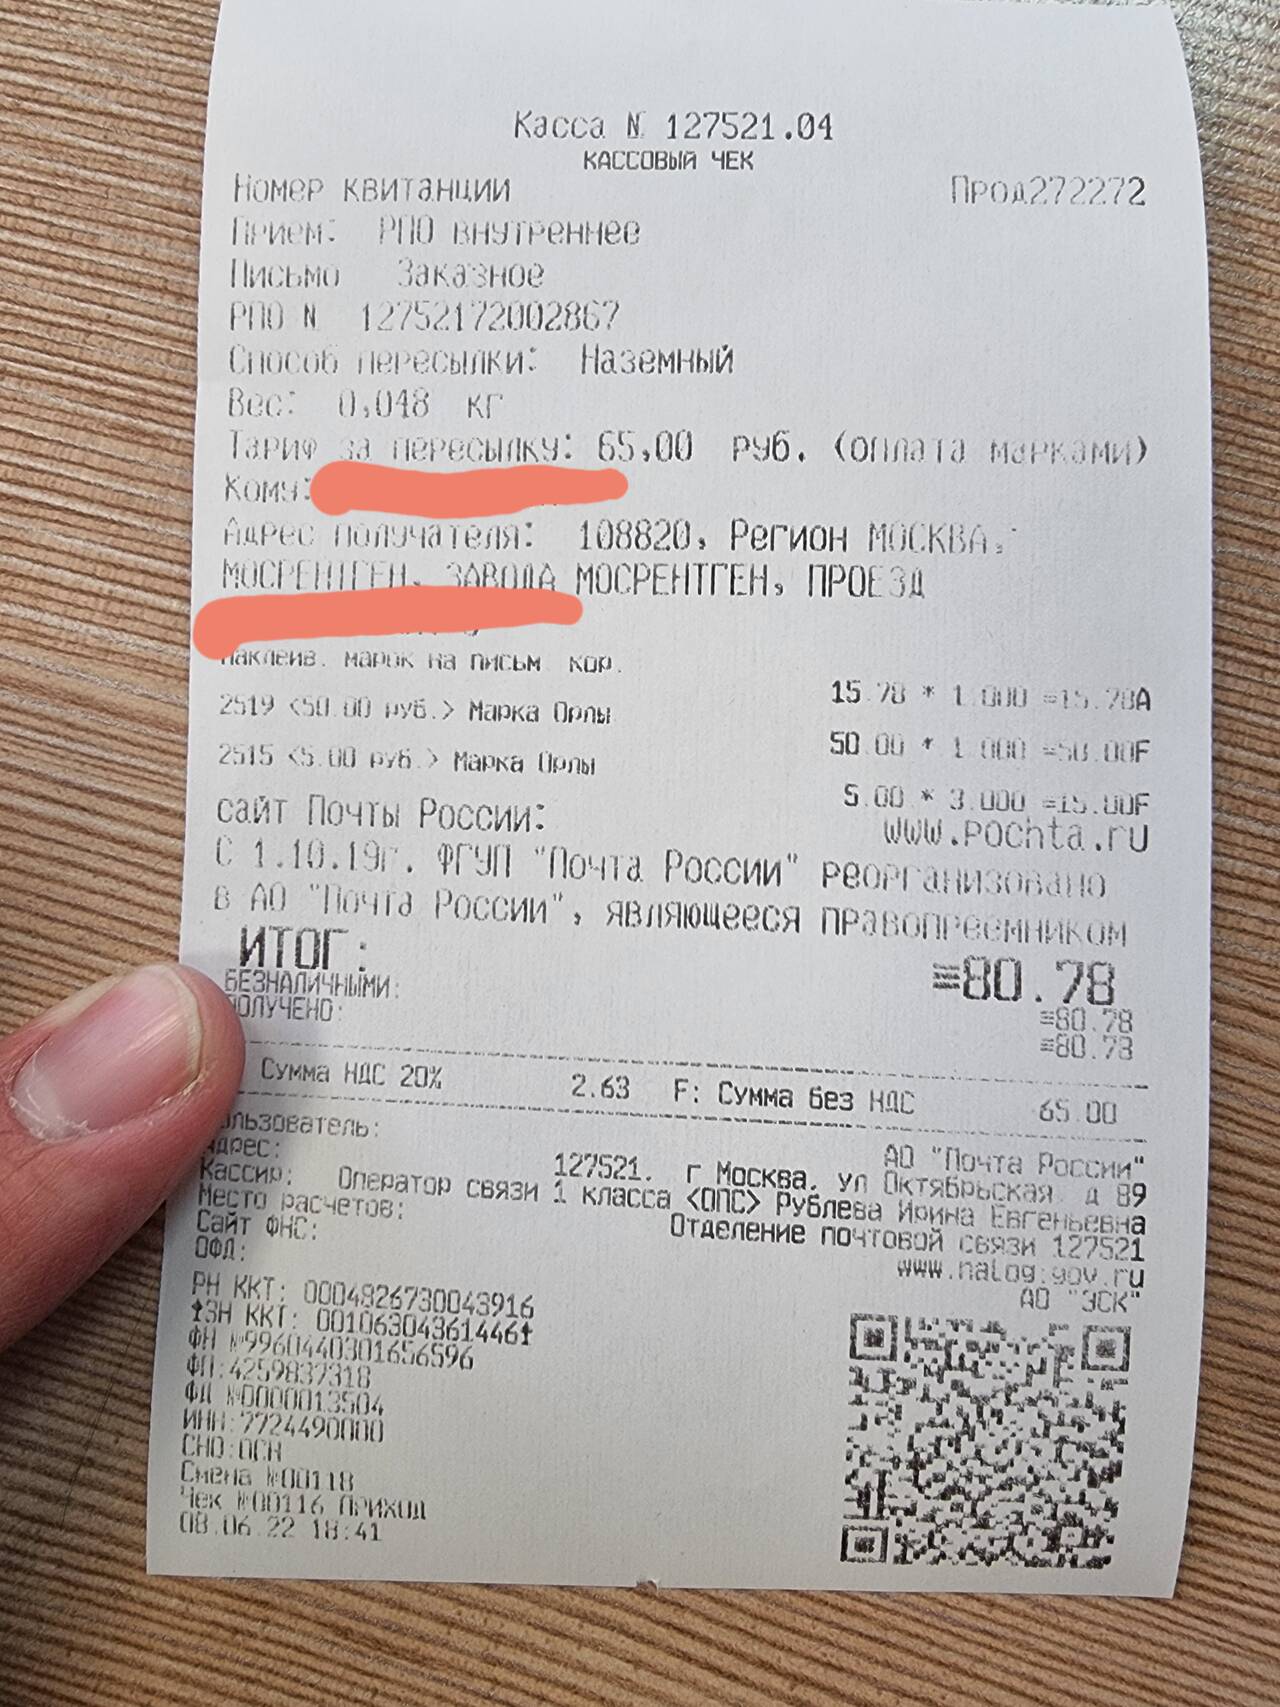 Касса № 127521.04
КАССОВЫЙ ЧЕК
Номер квитанции Прод272272
Прием: РПО внутреннее
Письмо Заказное
РПО N 12752172002867
Способ пересылки: Наземный
Вес: 0,048 кг
Тариф за пересылку: 65,00 руб. (оплата марками)
Кому:
Адрес получателя: 108820, Регион МОСКВА,
МОСРЕНТГЕН, ЗАВОДА МОСРЕНТГЕН, ПРОЕЗД
Наклеив. марок на письм кор.
15.78 * 1.000 =15.78А
2519 <50.00 руб.> Марка Орлы
50.00 * 1.000 =50.00F
2515 <5.00 руб.> Марка Орлы
5.00 * 3.000 =15.00F
сайт Почты России: www.pochta.ru
С 1.10.19г. ФГУП "Почта России" реорганизовано
в АО "Почта России", являющееся правопреемником
ИТОГ: =80.78
БЕЗНАЛИЧНЫМИ: =80.78
ПОЛУЧЕНО: =80.78
Сумма НДС 20% 2.63 F: Сумма без НДС 65.00
Пользователь: АО "Почта России"
Адрес: 127521, г Москва, ул Октябрьская д 89
Кассир: Оператор связи 1 класса <ОПС> Рублева Ирина Евгеньевна
Место расчетов: Отделение почтовой связи 127521
Сайт ФНС: www.nalog.gov.ru
ОФД: АО "ЭСК"
РН ККТ: 0004826730043916
ЗН ККТ: 00106304361446
ФН №9960440301656596
ФП:4259837318
ФД №0000013504
ИНН:7724490000
СНО:ОСН
Смена №00118
Чек №00116 ПРИХОД
08.06.22 18:41